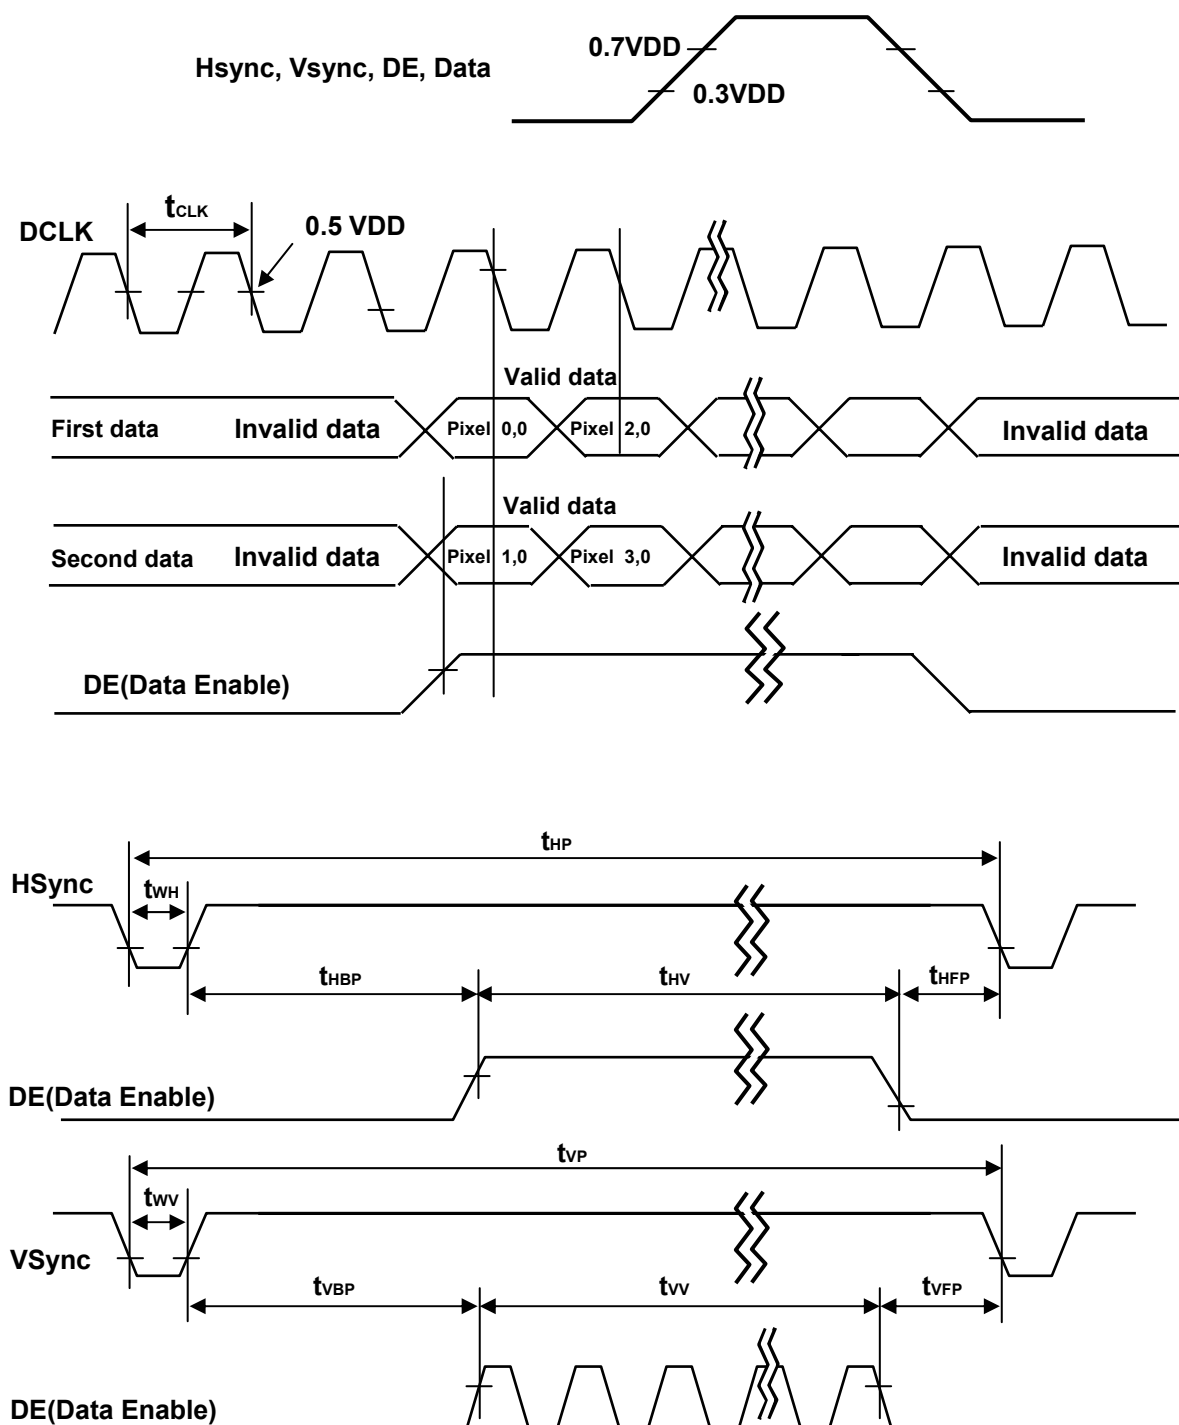 0.7VDD
Hsync, Vsync, DE, Data
0.3VDD
tCLK
DCLK
0.5 VDD
Valid data
First data
Invalid data
Pixel 0,0
Pixel 2,0
Invalid data
Valid data
Second data
Invalid data
Pixel 1,0
Pixel 3,0
Invalid data
DE(Data Enable)
tHP
HSync
tWH
tHBP
tHV
tHFP
DE(Data Enable)
tVP
tWV
VSync
tVBP
tVV
tVFP
DE(Data Enable)